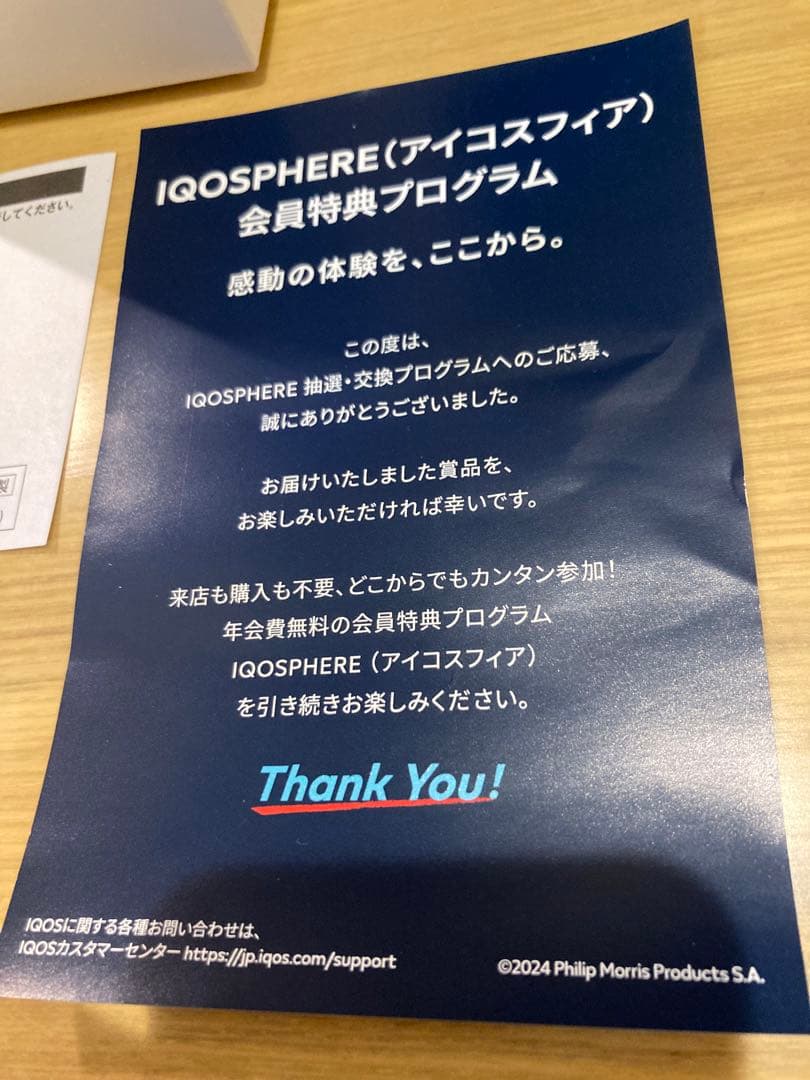 IQOSPHERE(アイコスフィア)
会員特典プログラム
感動の体験を、ここから。
この度は、
IQOSPHERE 抽選・交換プログラムへのご応募、
誠にありがとうございました。
お届けいたしました賞品を、
お楽しみいただければ幸いです。
来店も購入も不要、どこからでもカンタン参加!
年会費無料の会員特典プログラム
IQOSPHERE (アイコスフィア)
を引き続きお楽しみください。
Thank You!
IQOSに関する各種お問い合わせは、
IQOSカスタマーセンター https://jp.iqos.com/support
©2024 Philip Morris Products S.A.
してください。
製
)